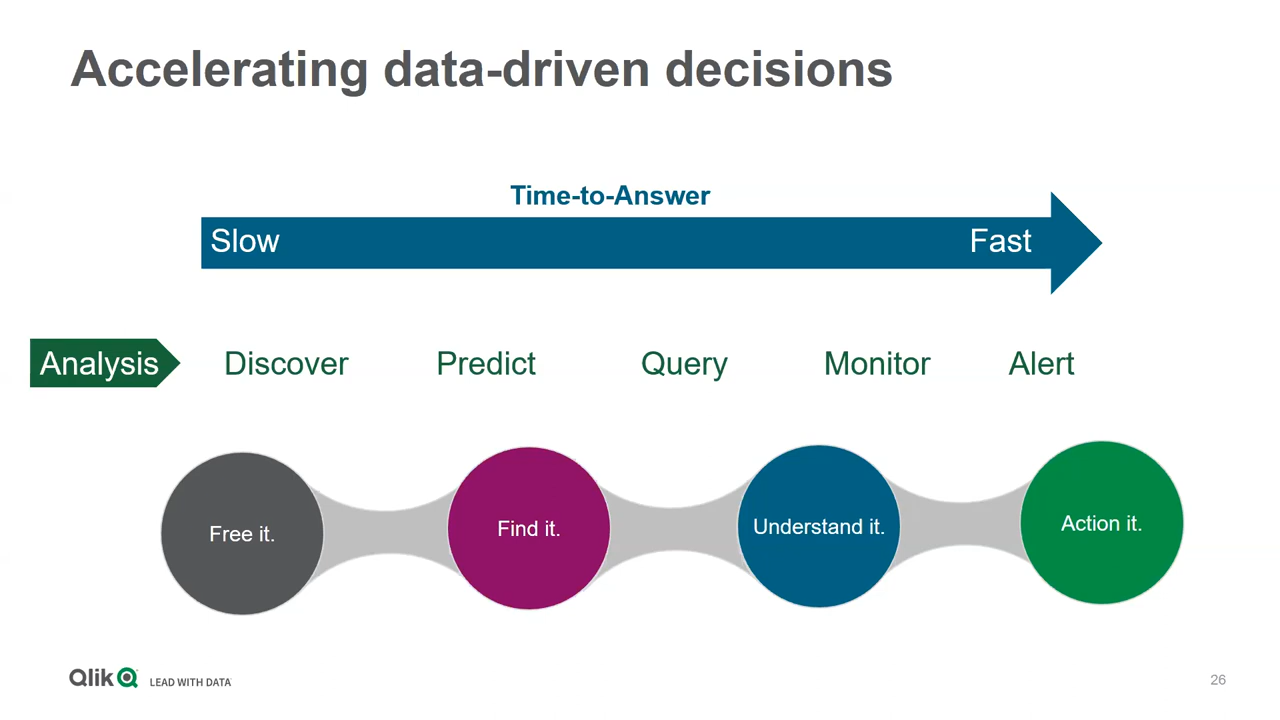 Accelerating data-driven decisions
Time-to-Answer
Slow
Fast
Analysis
Discover
Predict
Query
Monitor
Alert
Free it.
Find it.
Understand it.
Action it.
Qlik
LEAD WITH DATA
26